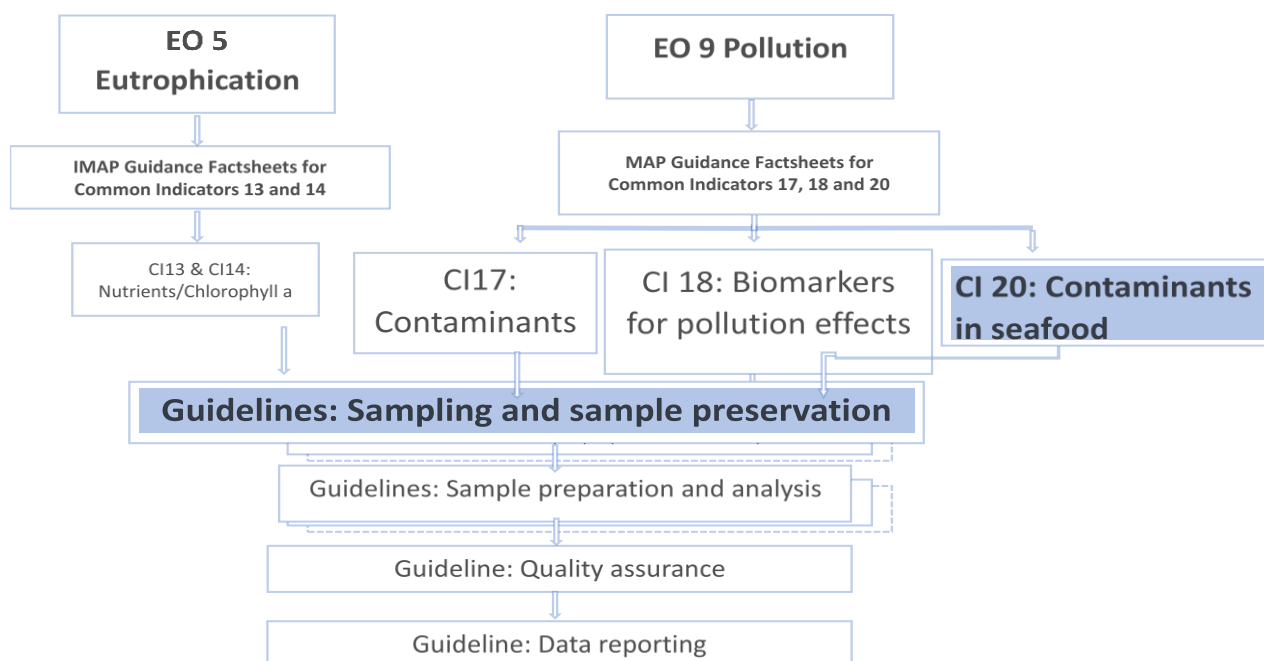 EO 5
Eutrophication
EO 9 Pollution
IMAP Guidance Factsheets for
Common Indicators 13 and 14
MAP Guidance Factsheets for
Common Indicators 17, 18 and 20
CI13 & CI14:
Nutrients/Chlorophyll a
CI17:
Contaminants
CI 18: Biomarkers
for pollution effects
CI 20: Contaminants
in seafood
Guidelines: Sampling and sample preservation
Guidelines: Sample preparation and analysis
Guideline: Quality assurance
Guideline: Data reporting